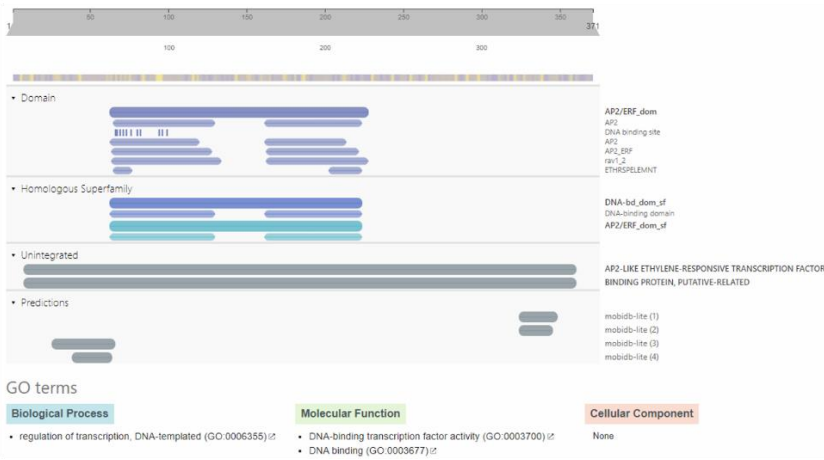 50 100 150 200 250 300 350
1 371
100 200 300
Domain
AP2/ERF_dom
AP2
DNA binding site
AP2
AP2_ERF
rav1_2
ETHRSPELEMNT
Homologous Superfamily
DNA-bd_dom_sf
DNA-binding domain
AP2/ERF_dom_sf
Unintegrated
AP2-LIKE ETHYLENE-RESPONSIVE TRANSCRIPTION FACTOR
BINDING PROTEIN, PUTATIVE-RELATED
Predictions
mobidb-lite (1)
mobidb-lite (2)
mobidb-lite (3)
mobidb-lite (4)
GO terms
Biological Process Molecular Function Cellular Component
• regulation of transcription, DNA-templated (GO:0006355) • DNA-binding transcription factor activity (GO:0003700) None
• DNA binding (GO:0003677)